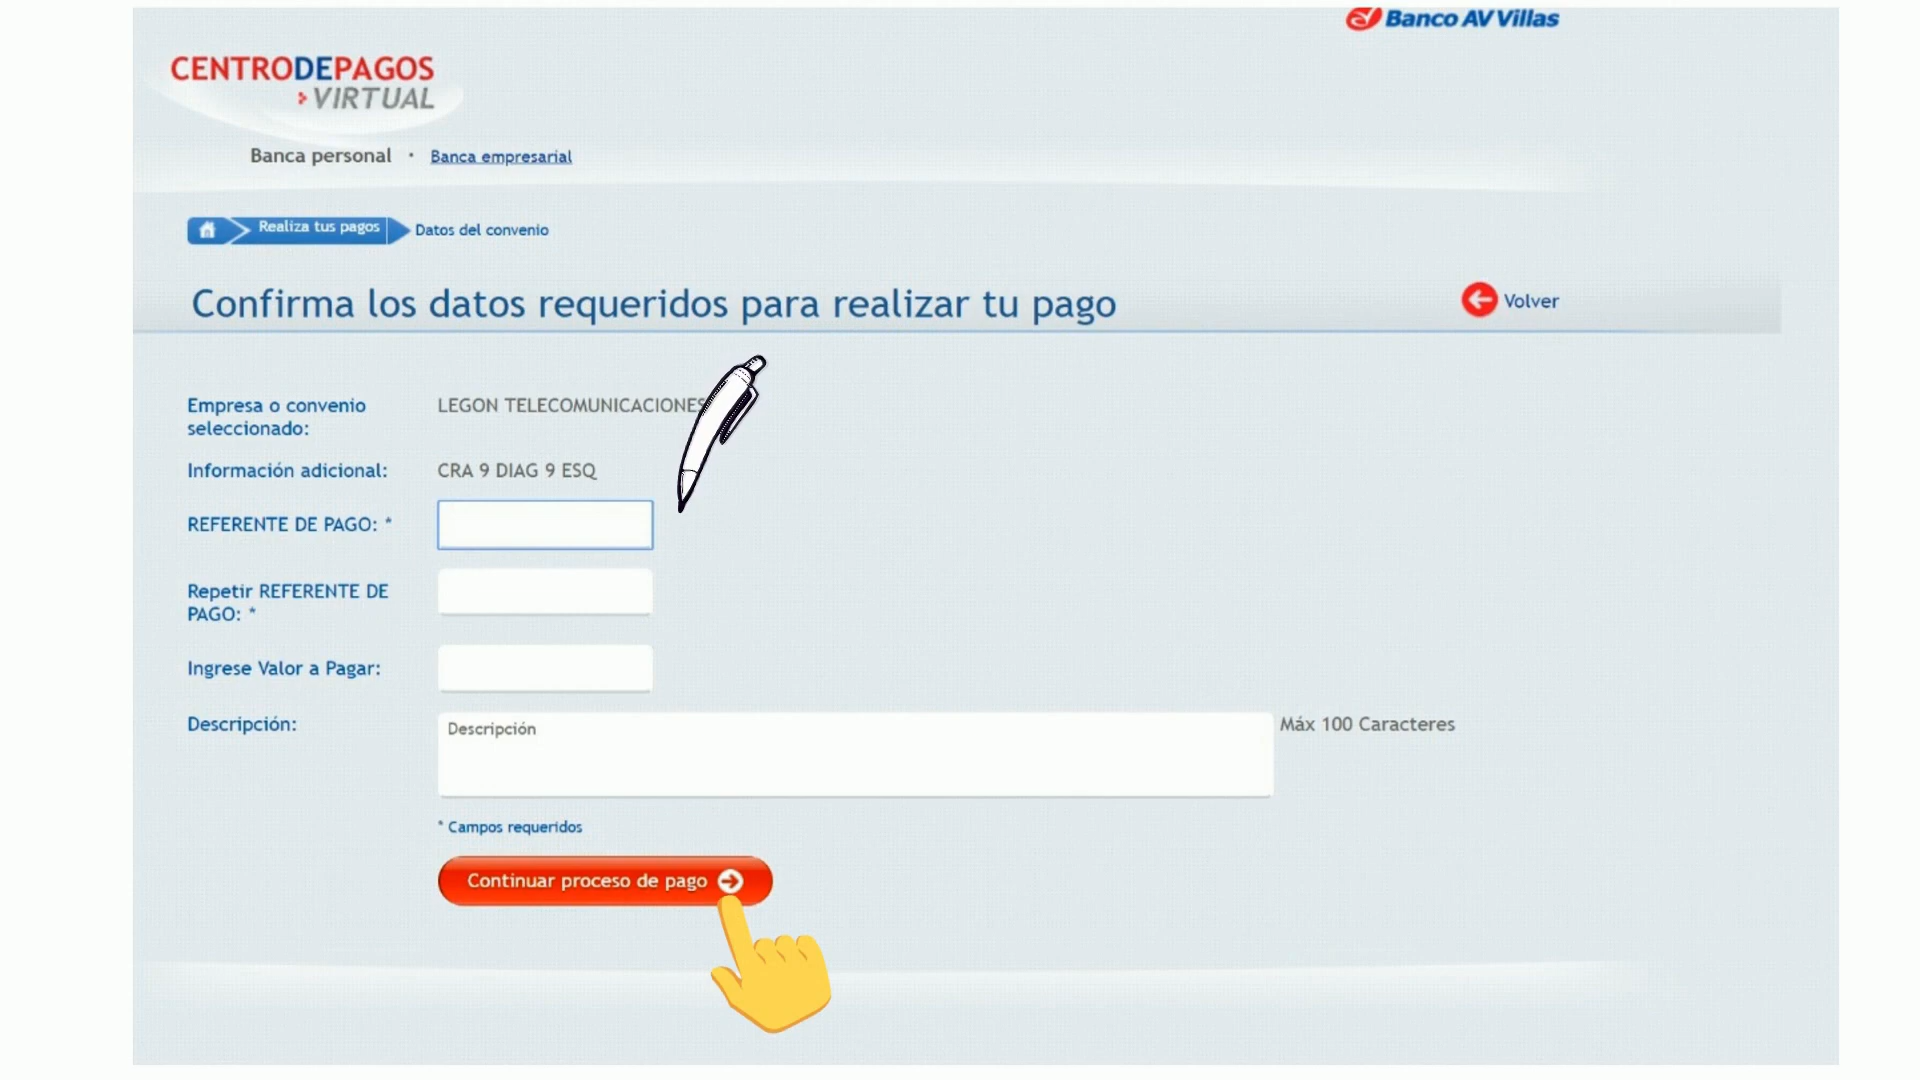 Banco AV Villas
CENTRODEPAGOS
VIRTUAL
Banca personal · Banca empresarial
Realiza tus pagos Datos del convenio
Confirma los datos requeridos para realizar tu pago
Volver
Empresa o convenio
seleccionado:
LEGON TELECOMUNICACIONES
Información adicional: CRA 9 DIAG 9 ESQ
REFERENTE DE PAGO: *
Repetir REFERENTE DE
PAGO: *
Ingrese Valor a Pagar:
Descripción: Descripción Máx 100 Caracteres
* Campos requeridos
Continuar proceso de pago